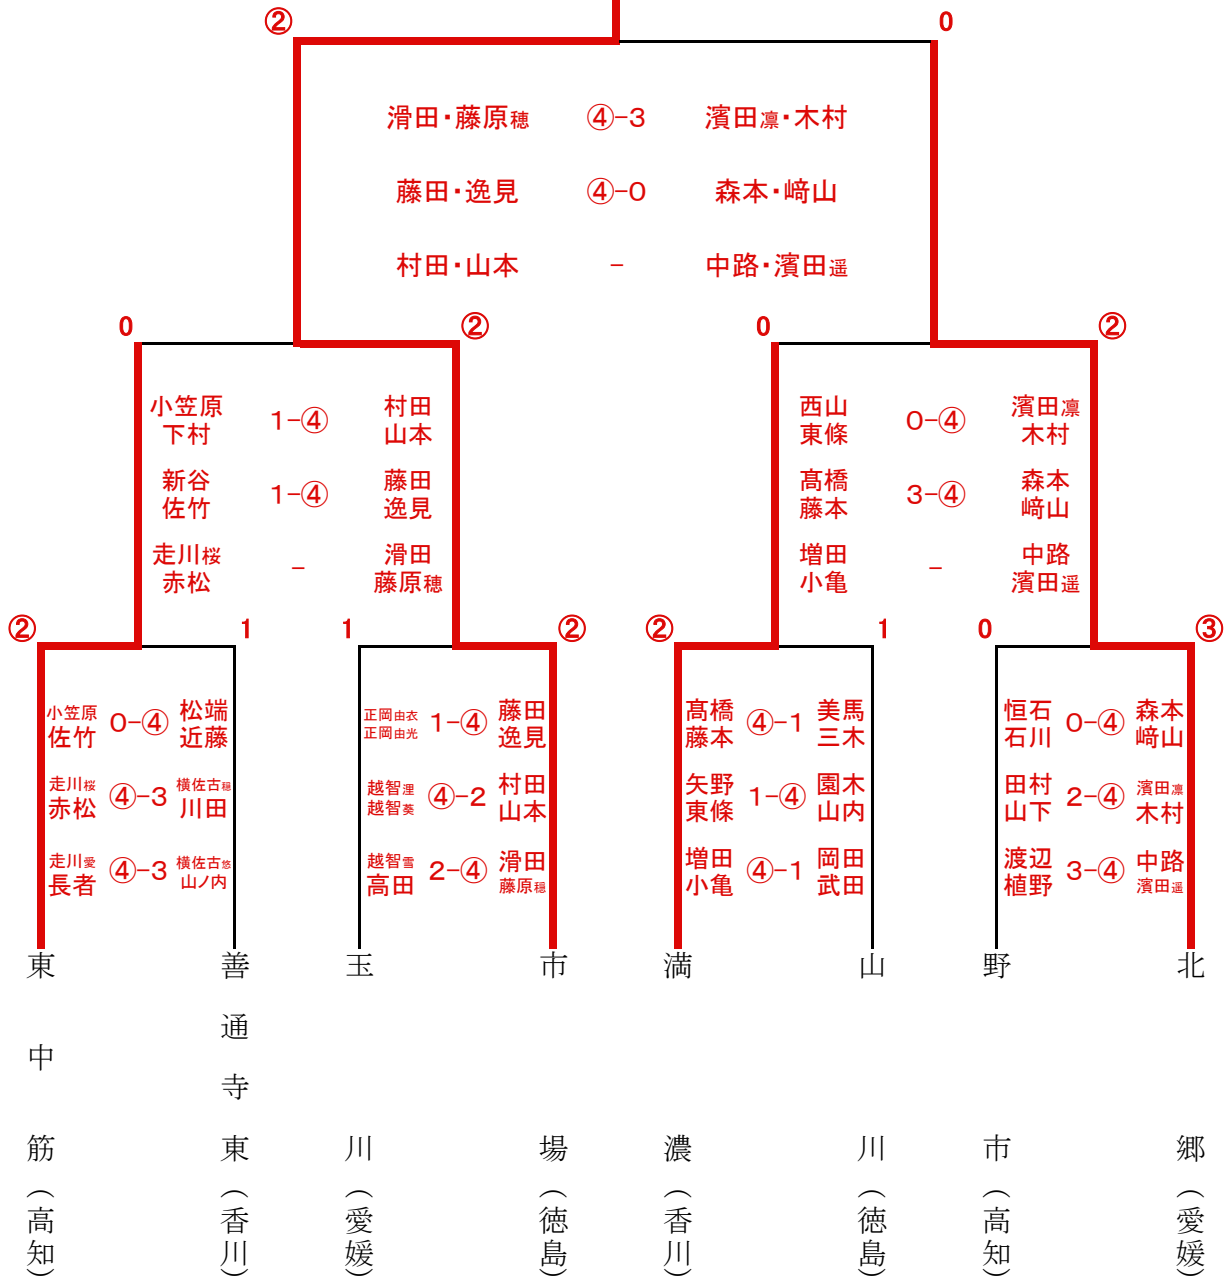 ② 0
滑田・藤原穂 ④-3 濱田凛・木村
藤田・逸見 ④-0 森本・﨑山
村田・山本 - 中路・濱田遥
0 ② 0 ②
小笠原 下村 1-④ 村田 山本
新谷 佐竹 1-④ 藤田 逸見
走川桜 赤松 - 滑田 藤原穂
西山 東條 0-④ 濱田凛 木村
髙橋 藤本 3-④ 森本 﨑山
増田 小亀 - 中路 濱田遥
② 1 1 ② ② 1 0 ③
小笠原 佐竹 0-④ 松端 近藤
走川桜 赤松 ④-3 横佐古穏 川田
走川愛 長者 ④-3 横佐古悠 山ノ内
正岡由衣 正岡由光 1-④ 藤田 逸見
越智浬 越智葵 ④-2 村田 山本
越智雪 高田 2-④ 滑田 藤原穏
髙橋 藤本 ④-1 美馬 三木
矢野 東條 1-④ 園木 山内
増田 小亀 ④-1 岡田 武田
恒石 石川 0-④ 森本 﨑山
田村 山下 2-④ 濱田凛 木村
渡辺 植野 3-④ 中路 濱田遥
東中筋（高知）
善通寺東（香川）
玉川（愛媛）
市場（徳島）
満濃（香川）
山川（徳島）
野市（高知）
北郷（愛媛）